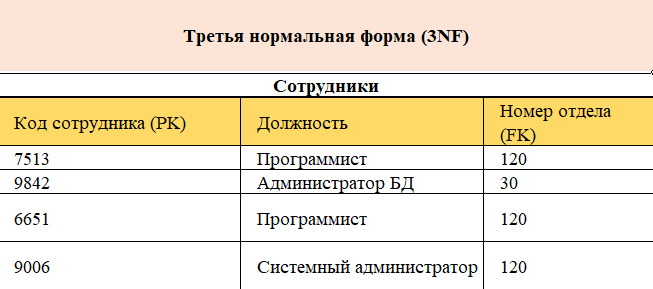 Третья нормальная форма (3NF)
Сотрудники
Код сотрудника (PK) Должность Номер отдела (FK)
7513 Программист 120
9842 Администратор БД 30
6651 Программист 120
9006 Системный администратор 120